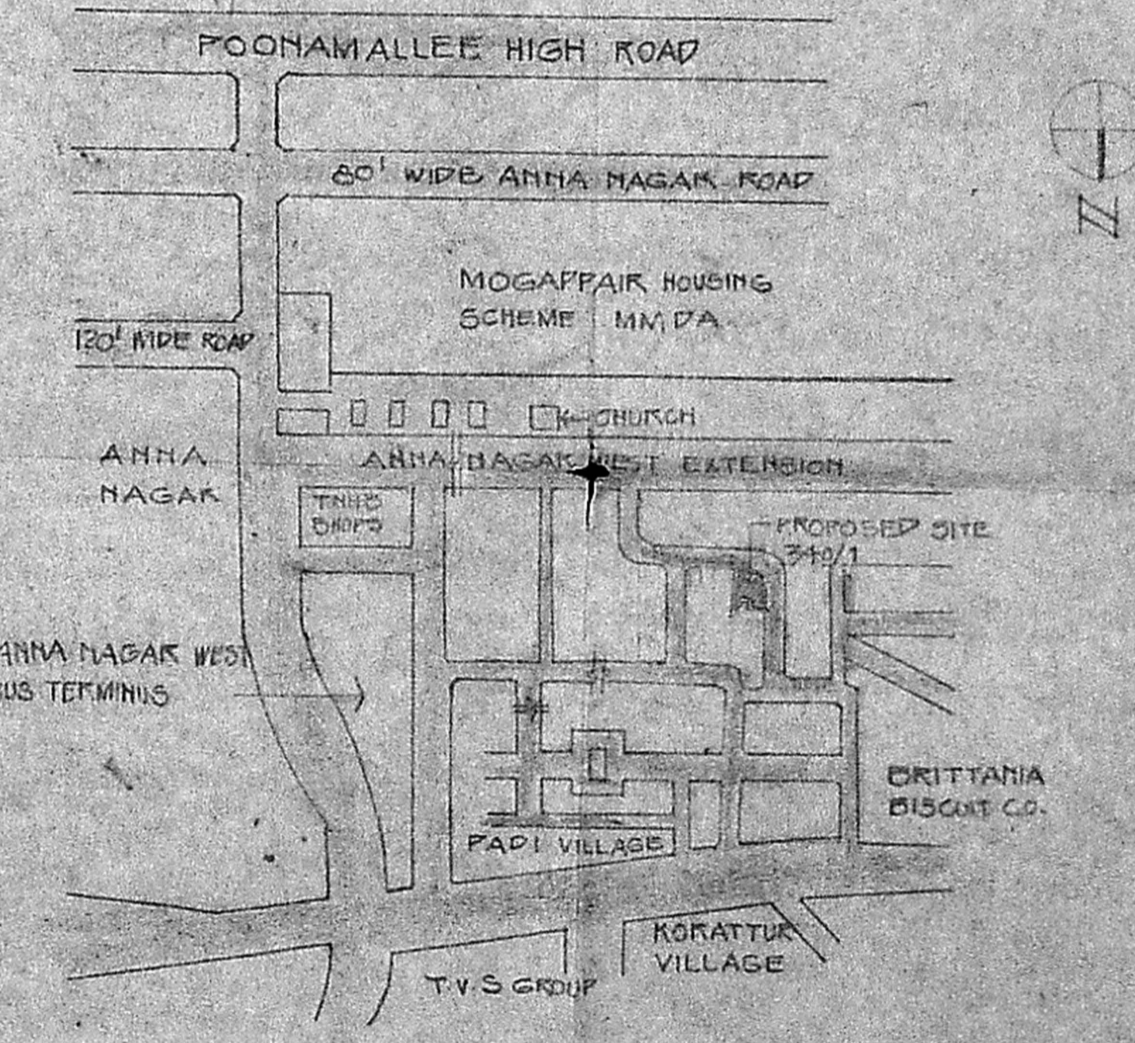 POONAMALLEE HIGH ROAD
80' WIDE ANNA NAGAR ROAD
N
MOGAPPAIR HOUSING
SCHEME MMDA
120' WIDE ROAD
CHURCH
ANNA NAGAR WEST EXTENSION
ANNA
NAGAR
TNHB
SHOPS
PROPOSED SITE
340/1
ANNA NAGAR WEST
BUS TERMINUS
BRITTANIA
BISCUIT CO.
PADI VILLAGE
KORATTUR
VILLAGE
T.V.S GROUP